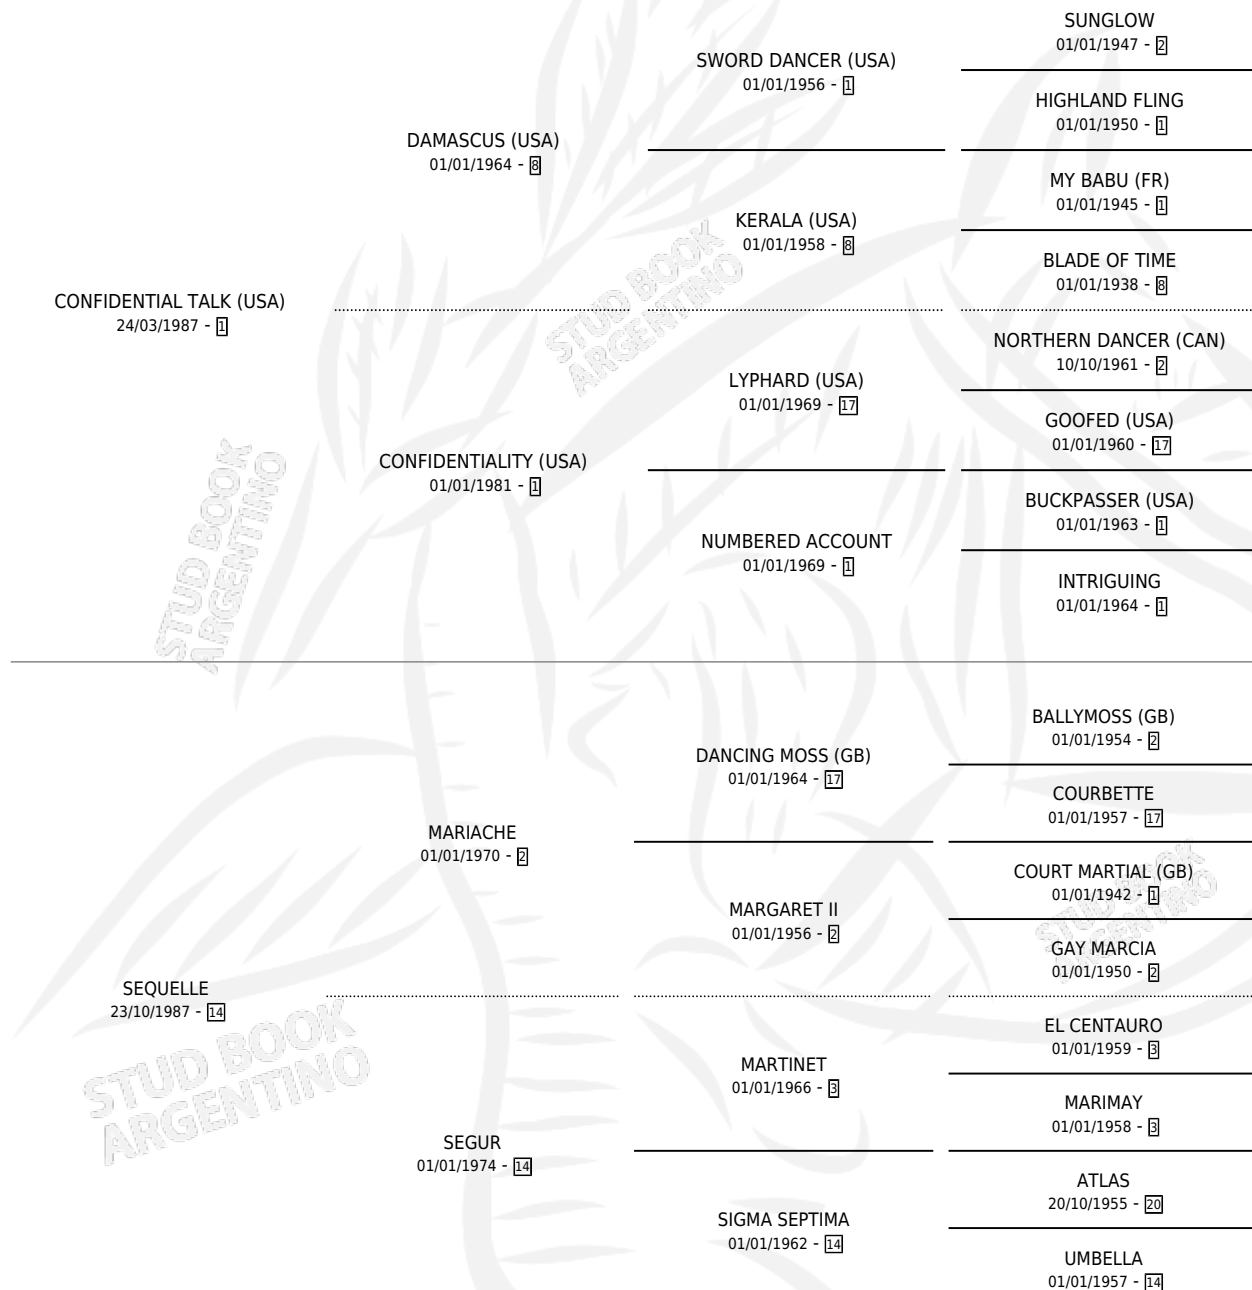 SUNGLOW
01/01/1947 - 2
SWORD DANCER (USA)
01/01/1956 - 1
HIGHLAND FLING
01/01/1950 - 1
DAMASCUS (USA)
01/01/1964 - 8
MY BABU (FR)
01/01/1945 - 1
KERALA (USA)
01/01/1958 - 8
BLADE OF TIME
01/01/1938 - 8
CONFIDENTIAL TALK (USA)
24/03/1987 - 1
NORTHERN DANCER (CAN)
10/10/1961 - 2
LYPHARD (USA)
01/01/1969 - 17
GOOFED (USA)
01/01/1960 - 17
CONFIDENTIALITY (USA)
01/01/1981 - 1
BUCKPASSER (USA)
01/01/1963 - 1
NUMBERED ACCOUNT
01/01/1969 - 1
INTRIGUING
01/01/1964 - 1
BALLYMOSS (GB)
01/01/1954 - 2
DANCING MOSS (GB)
01/01/1964 - 17
COURBETTE
01/01/1957 - 17
MARIACHE
01/01/1970 - 2
COURT MARTIAL (GB)
01/01/1942 - 1
MARGARET II
01/01/1956 - 2
GAY MARCIA
01/01/1950 - 2
SEQUELLE
23/10/1987 - 14
EL CENTAURO
01/01/1959 - 3
MARTINET
01/01/1966 - 3
MARIMAY
01/01/1958 - 3
SEGUR
01/01/1974 - 14
ATLAS
20/10/1955 - 20
SIGMA SEPTIMA
01/01/1962 - 14
UMBELLA
01/01/1957 - 14
STUD BOOK
ARGENTINO
STUD BOOK
ARGENTINO
STUD BOOK
ARGENTINO
STUD BOOK
ARGENTINO